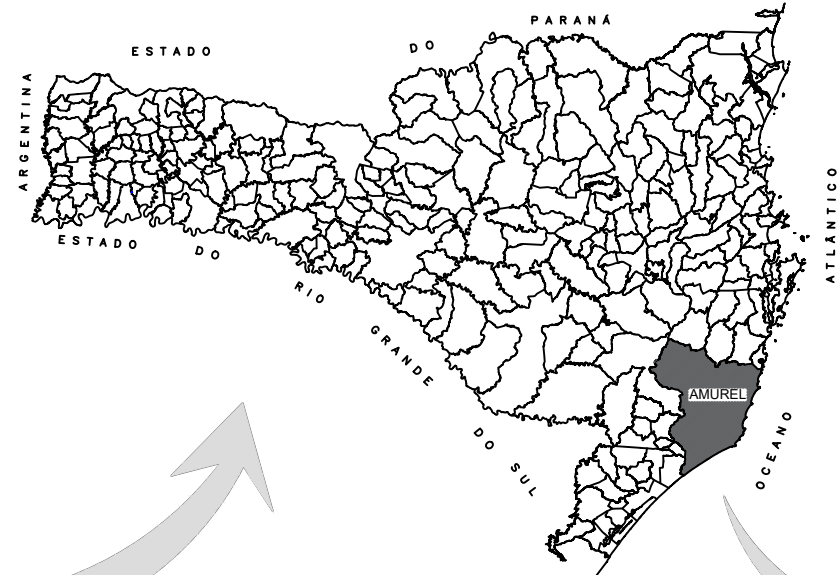 PARANÁ
DO
ESTADO
ARGENTINA
ATLÂNTICO
ESTADO
DO
RIO
GRANDE
DO SUL
AMUREL
OCEANO